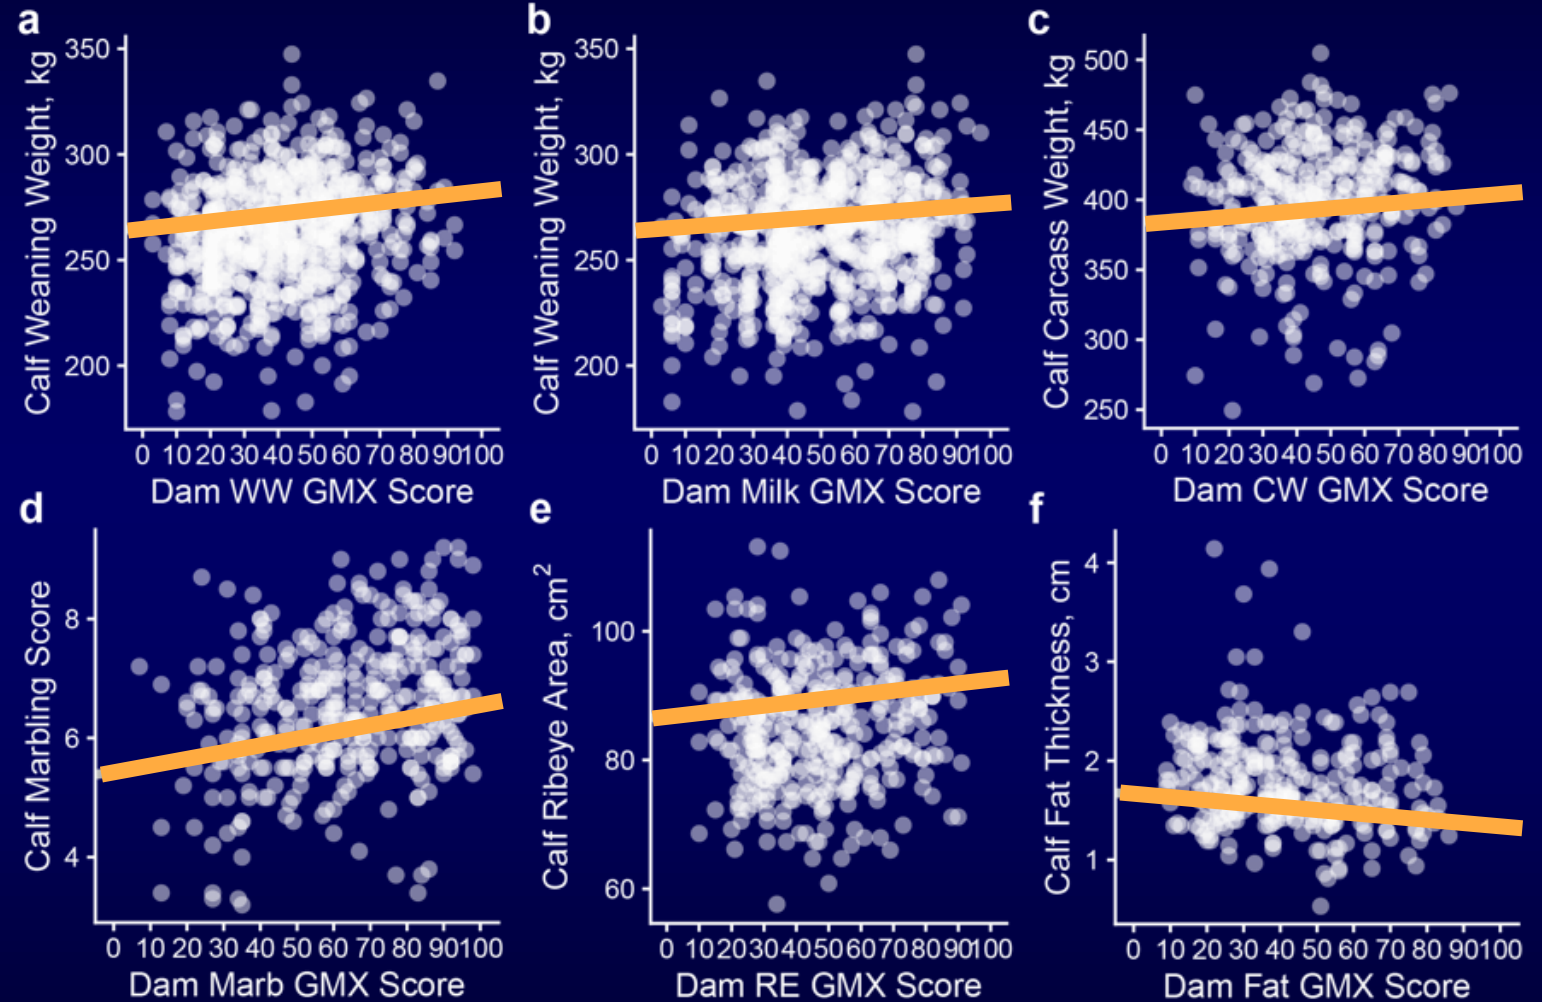 a
Calf Weaning Weight, kg
350
300
250
200
0 10 20 30 40 50 60 70 80 90 100
Dam WW GMX Score
b
Calf Weaning Weight, kg
350
300
250
200
0 10 20 30 40 50 60 70 80 90 100
Dam Milk GMX Score
c
Calf Carcass Weight, kg
500
450
400
350
300
250
0 10 20 30 40 50 60 70 80 90 100
Dam CW GMX Score
d
Calf Marbling Score
8
6
4
0 10 20 30 40 50 60 70 80 90 100
Dam Marb GMX Score
e
Calf Ribeye Area, cm²
100
80
60
0 10 20 30 40 50 60 70 80 90 100
Dam RE GMX Score
f
Calf Fat Thickness, cm
4
3
2
1
0 10 20 30 40 50 60 70 80 90 100
Dam Fat GMX Score